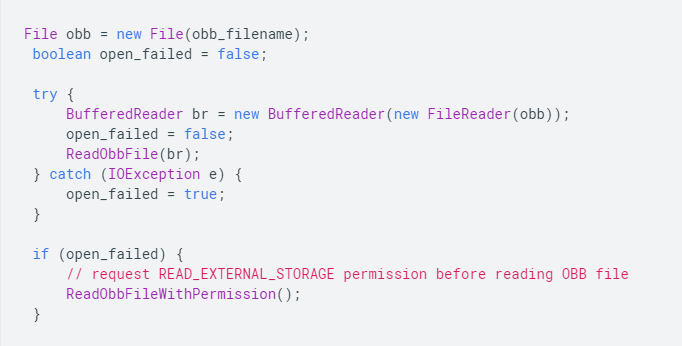 File obb = new File(obb_filename);
boolean open_failed = false;

try {
    BufferedReader br = new BufferedReader(new FileReader(obb));
    open_failed = false;
    ReadObbFile(br);
} catch (IOException e) {
    open_failed = true;
}

if (open_failed) {
    // request READ_EXTERNAL_STORAGE permission before reading OBB file
    ReadObbFileWithPermission();
}